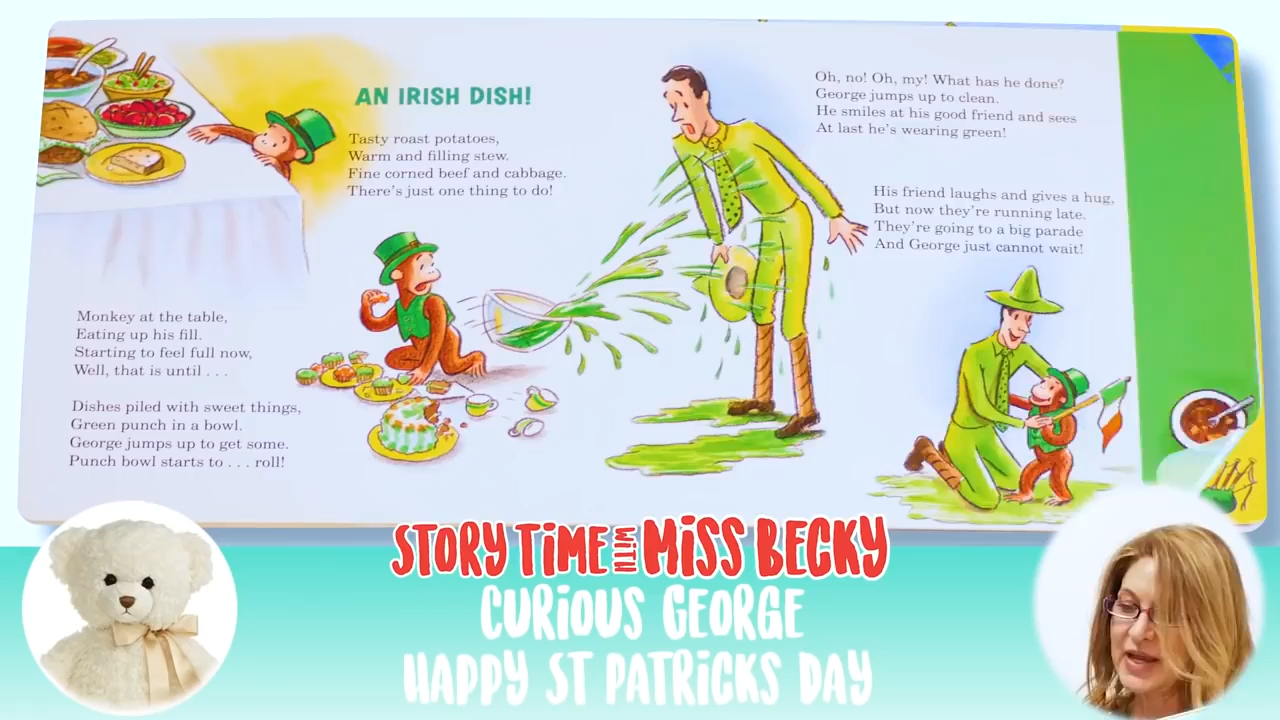 AN IRISH DISH!
Tasty roast potatoes,
Warm and filling stew.
Fine corned beef and cabbage.
There's just one thing to do!
Monkey at the table,
Eating up his fill.
Starting to feel full now,
Well, that is until . . .
Dishes piled with sweet things,
Green punch in a bowl.
George jumps up to get some.
Punch bowl starts to . . . roll!
Oh, no! Oh, my! What has he done?
George jumps up to clean.
He smiles at his good friend and sees
At last he's wearing green!
His friend laughs and gives a hug,
But now they're running late.
They're going to a big parade
And George just cannot wait!
STORY TIME WITH MISS BECKY
CURIOUS GEORGE
HAPPY ST PATRICKS DAY